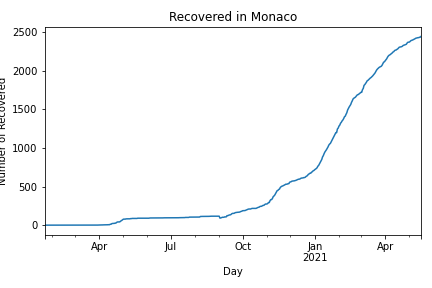 Recovered in Monaco
Number of Recovered
2500
2000
1500
1000
500
0
Apr
Jul
Oct
Jan
2021
Apr
Day